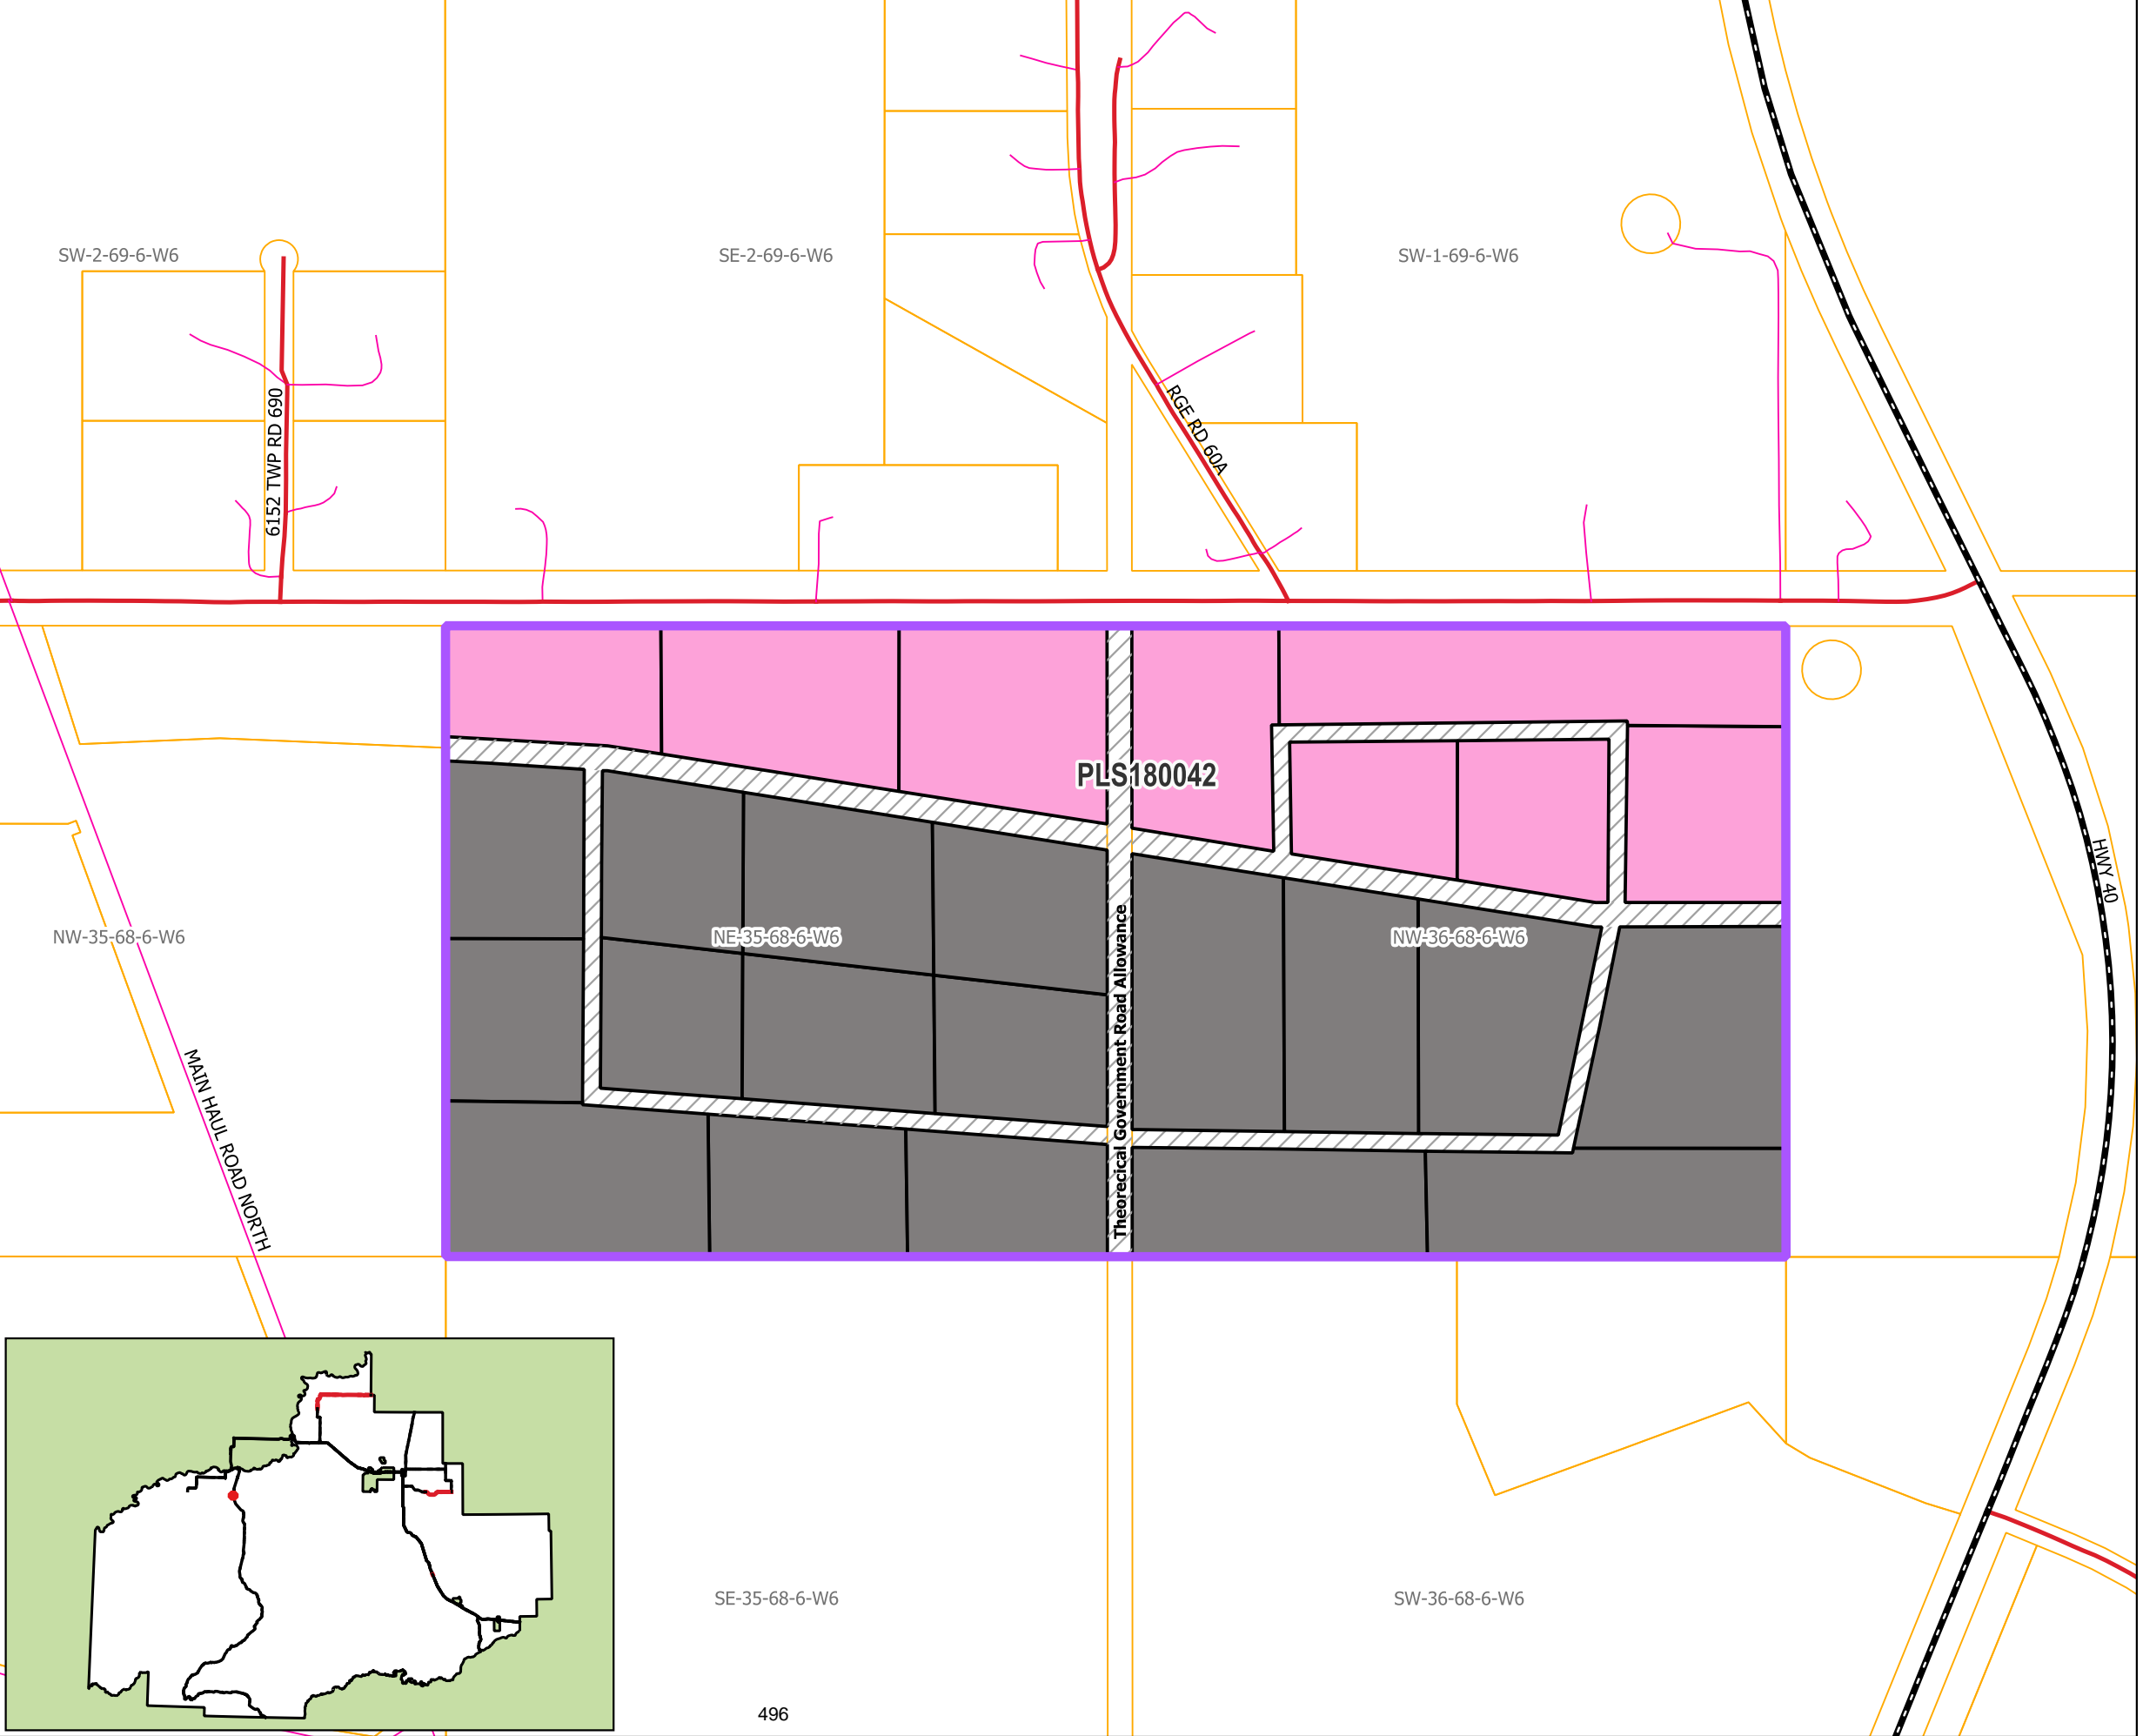 SW-2-69-6-W6
SE-2-69-6-W6
SW-1-69-6-W6
6152 TWP RD 690
RGE RD 60A
PLS180042
HWY 40
NW-35-68-6-W6
NE-35-68-6-W6
NW-36-68-6-W6
Theorecical Government Road Allowance
MAIN HAUL ROAD NORTH
SE-35-68-6-W6
SW-36-68-6-W6
496